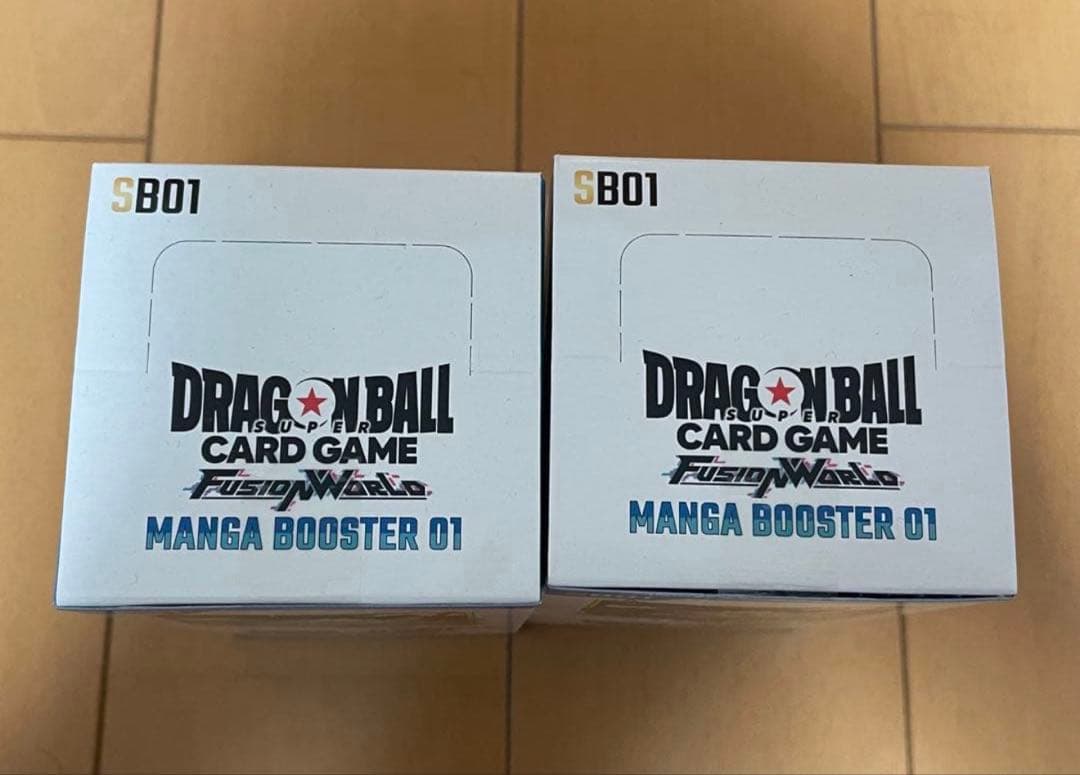 SB01
DRAGON BALL
SUPER
CARD GAME
FUSION WORLD
MANGA BOOSTER 01
SB01
DRAGON BALL
SUPER
CARD GAME
FUSION WORLD
MANGA BOOSTER 01